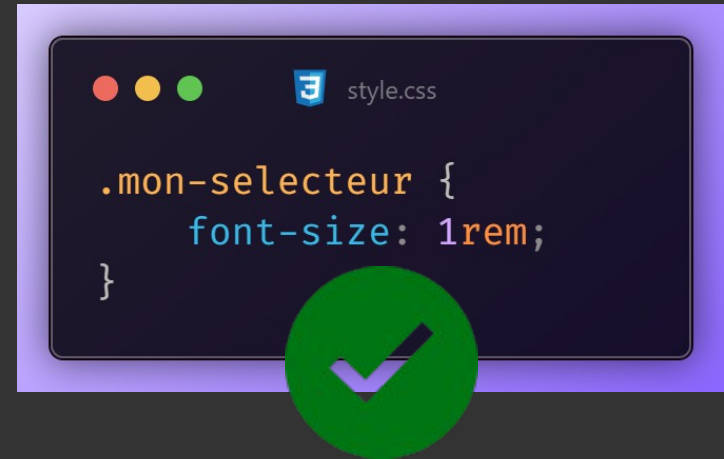 style.css
.mon-selecteur {
font-size: 1rem;
}